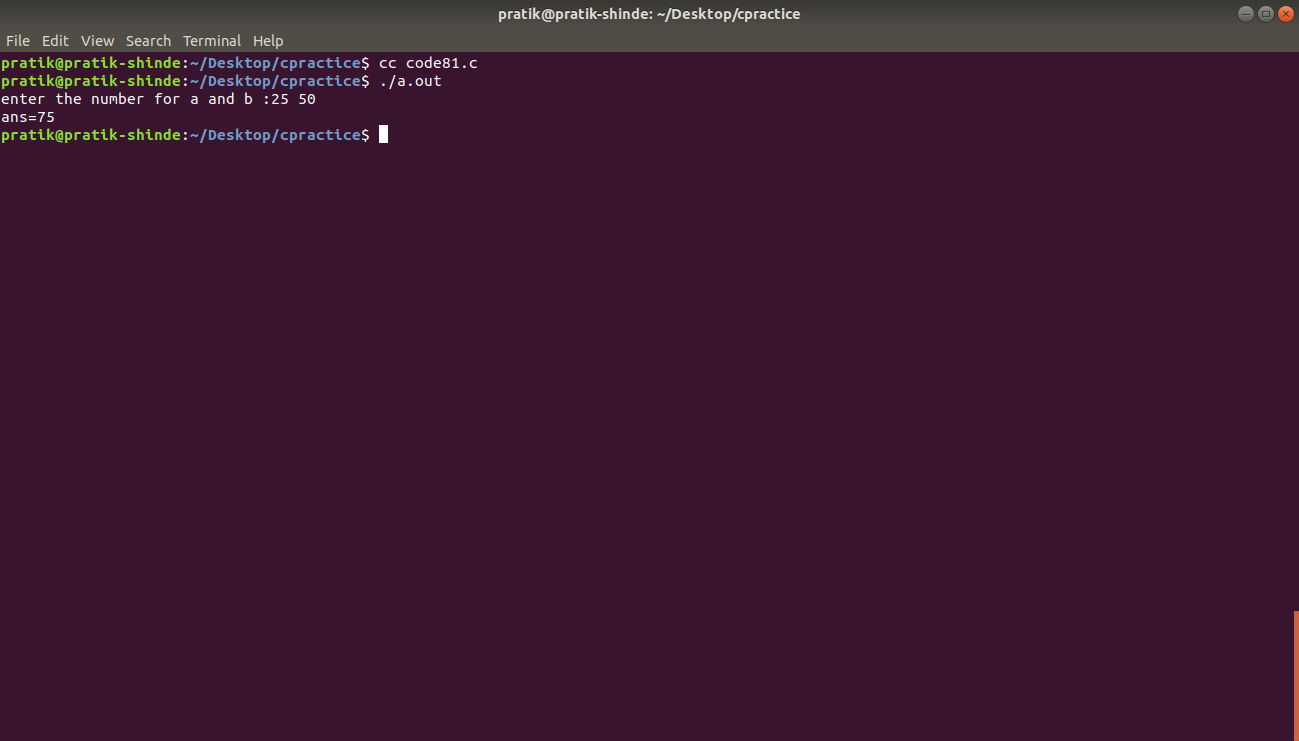 pratik@pratik-shinde: ~/Desktop/cpractice
File Edit View Search Terminal Help
pratik@pratik-shinde:~/Desktop/cpractice$ cc code81.c
pratik@pratik-shinde:~/Desktop/cpractice$ ./a.out
enter the number for a and b :25 50
ans=75
pratik@pratik-shinde:~/Desktop/cpractice$